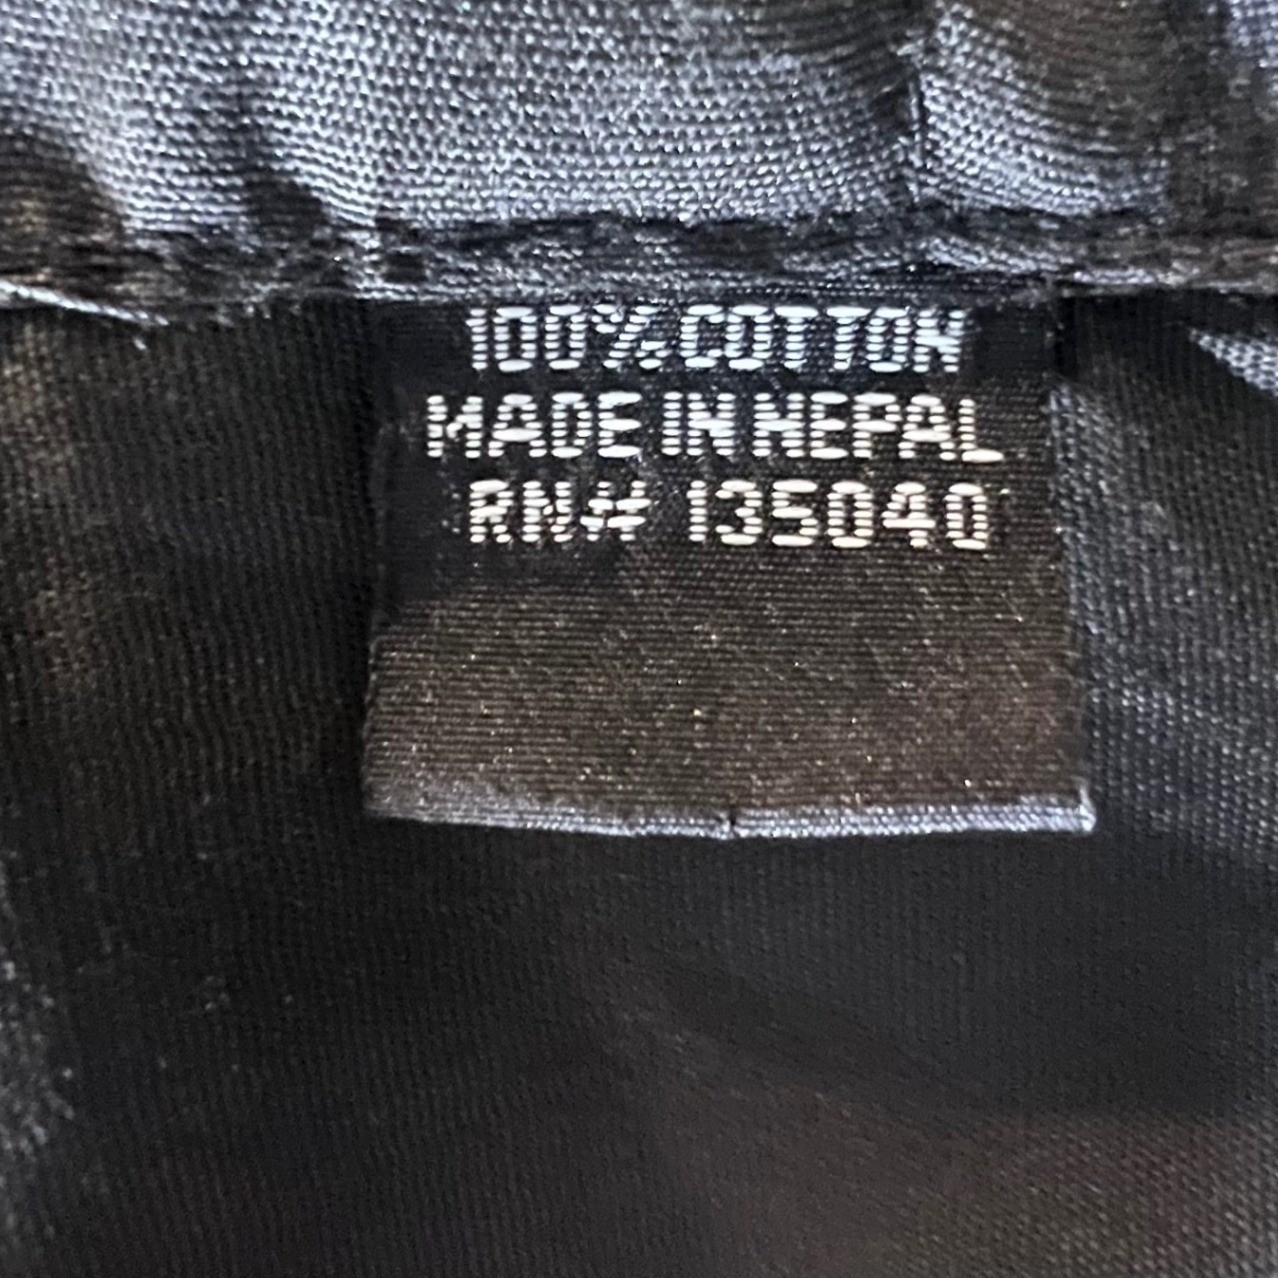 100% COTTON
MADE IN NEPAL
RN# 135040